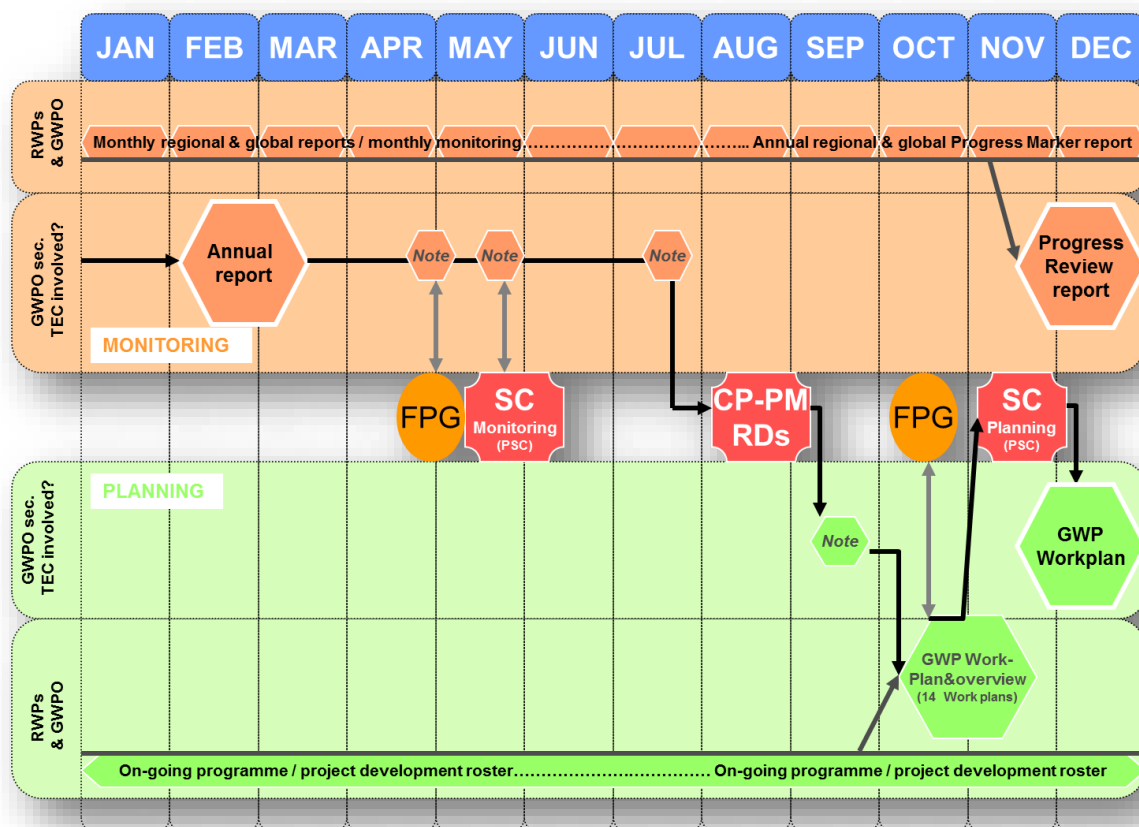 JAN FEB MAR APR MAY JUN JUL AUG SEP OCT NOV DEC
RWPs
& GWPO
Monthly regional & global reports / monthly monitoring……………… ……………… ……... Annual regional & global Progress Marker report
GWPO sec.
TEC involved?
Annual
report
Note
Note
Note
Progress
Review
report
MONITORING
FPG
SC
Monitoring
(PSC)
CP-PM
RDs
FPG
SC
Planning
(PSC)
GWPO sec.
TEC involved?
PLANNING
Note
GWP
Workplan
RWPs
& GWPO
GWP Work-
Plan&overview
(14 Work plans)
On-going programme / project development roster…………………..……………… On-going programme / project development roster